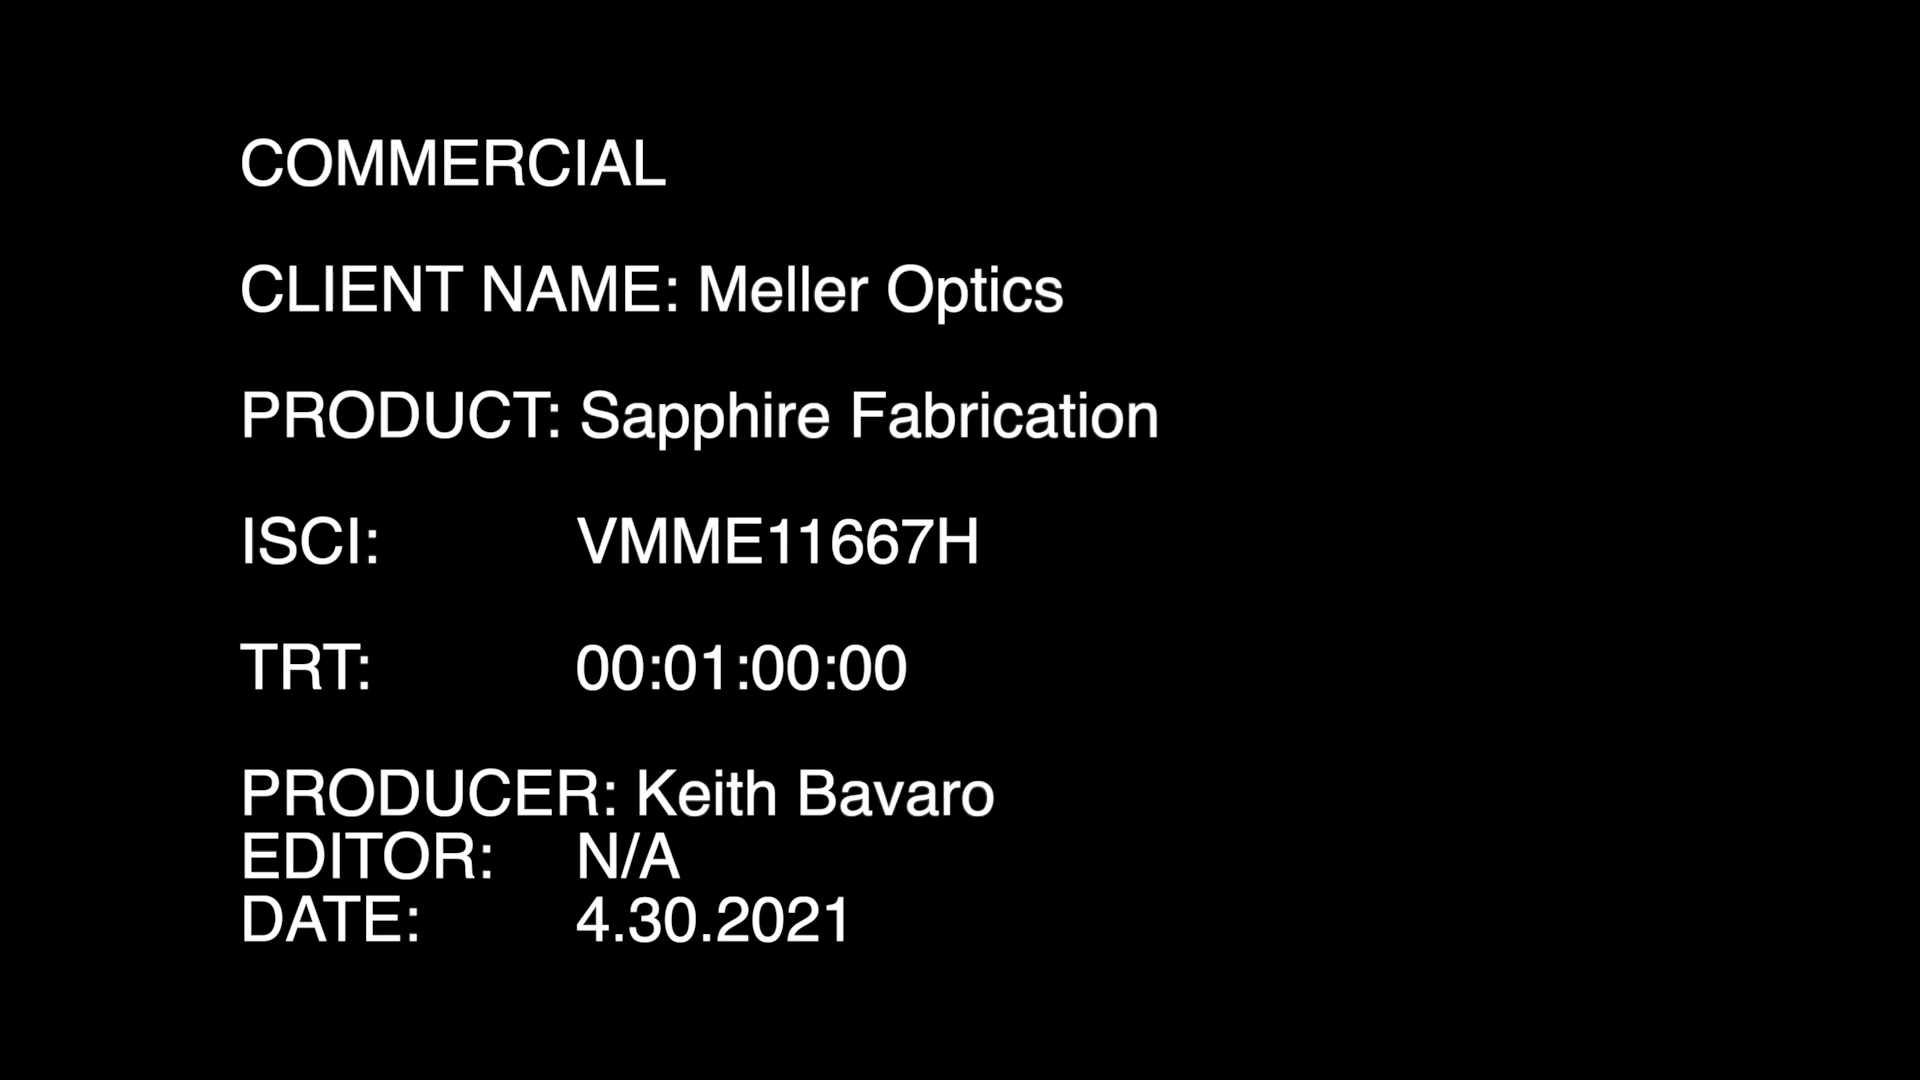 COMMERCIAL
CLIENT NAME: Meller Optics
PRODUCT: Sapphire Fabrication
ISCI: VMME11667H
TRT: 00:01:00:00
PRODUCER: Keith Bavaro
EDITOR: N/A
DATE: 4.30.2021